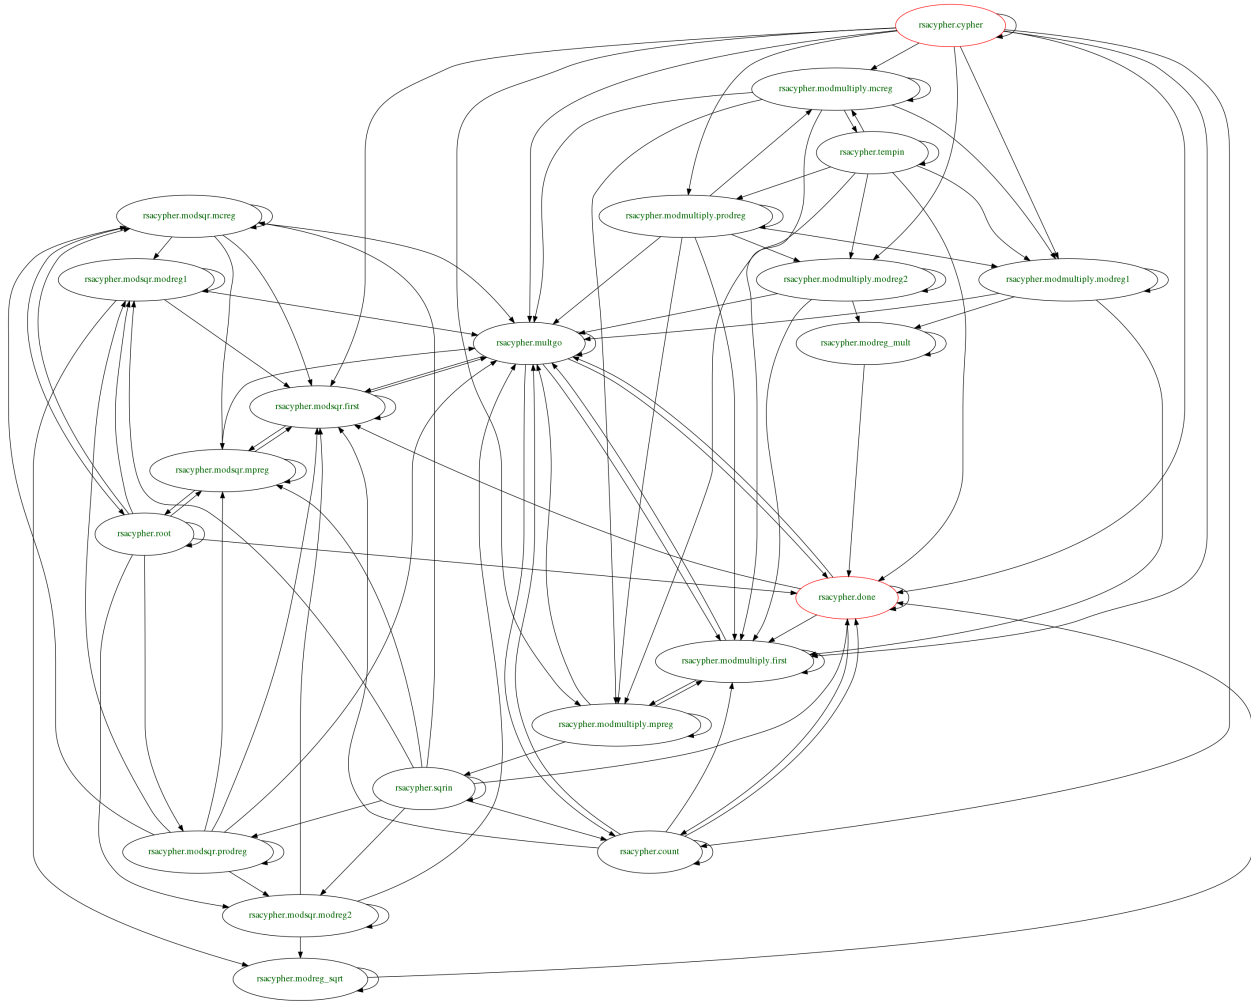 rsacypher.cypher
rsacypher.modmultiply.mcreg
rsacypher.tempin
rsacypher.modsqr.mcreg
rsacypher.modmultiply.prodreg
rsacypher.modsqr.modreg1
rsacypher.modmultiply.modreg2
rsacypher.modmultiply.modreg1
rsacypher.multgo
rsacypher.modreg_mult
rsacypher.modsqr.first
rsacypher.modsqr.mpreg
rsacypher.root
rsacypher.done
rsacypher.modmultiply.first
rsacypher.modmultiply.mpreg
rsacypher.sqrin
rsacypher.modsqr.prodreg
rsacypher.count
rsacypher.modsqr.modreg2
rsacypher.modreg_sqrt